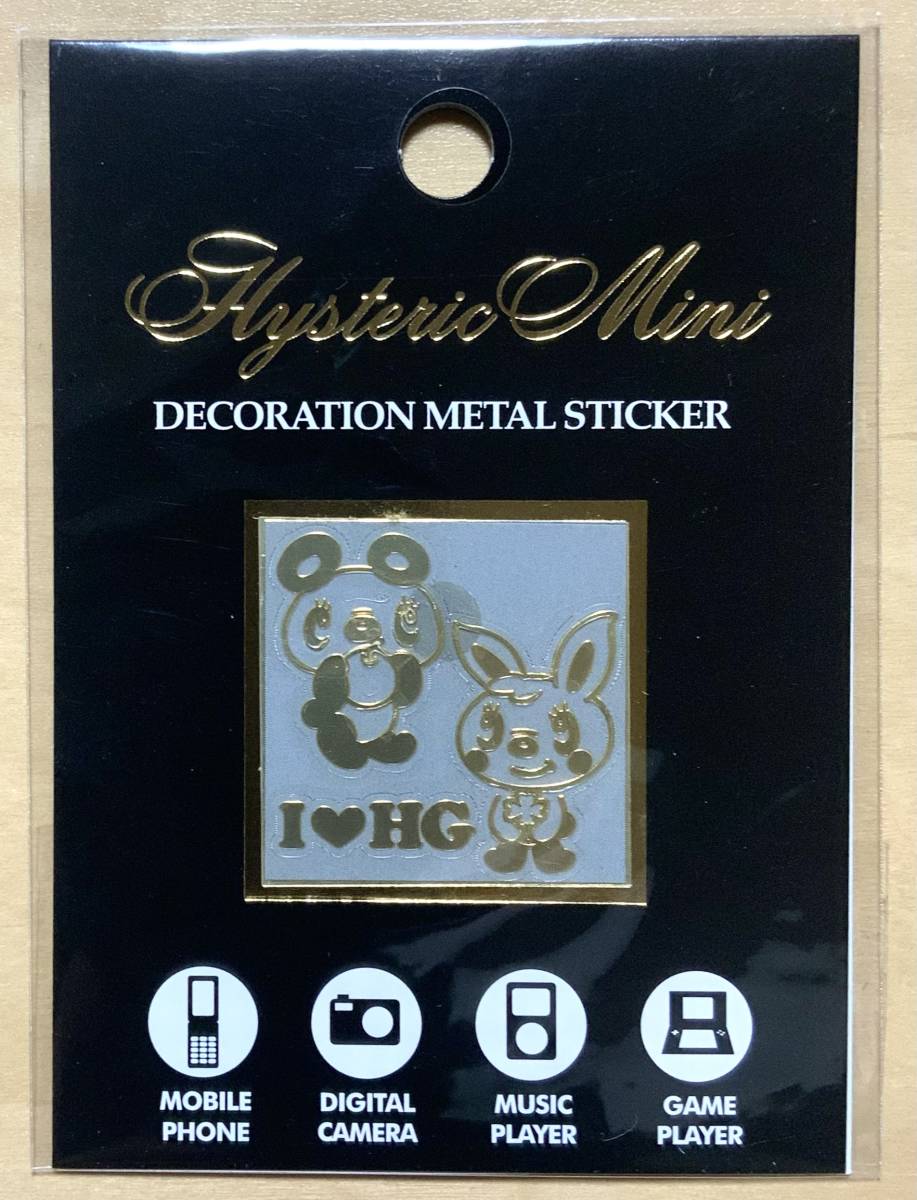 Hysteric Mini
DECORATION METAL STICKER
I♥HG
MOBILE PHONE
DIGITAL CAMERA
MUSIC PLAYER
GAME PLAYER